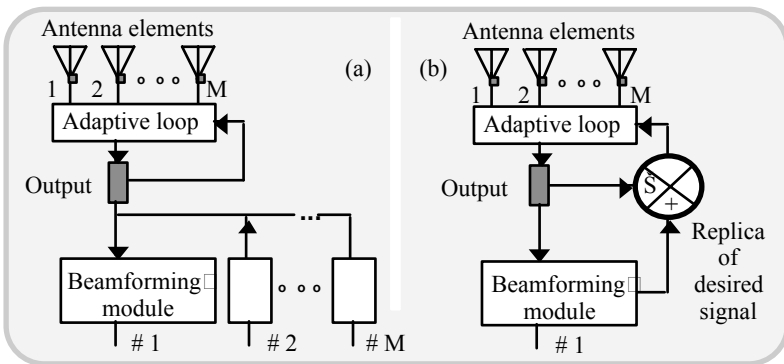 Antenna elements
(a)
1 2 M
Adaptive loop
Output
...
Beamforming
module
# 1 # 2 # M
Antenna elements
(b)
1 2 M
Adaptive loop
Š
+
Output
Replica
of
desired
signal
Beamforming
module
# 1